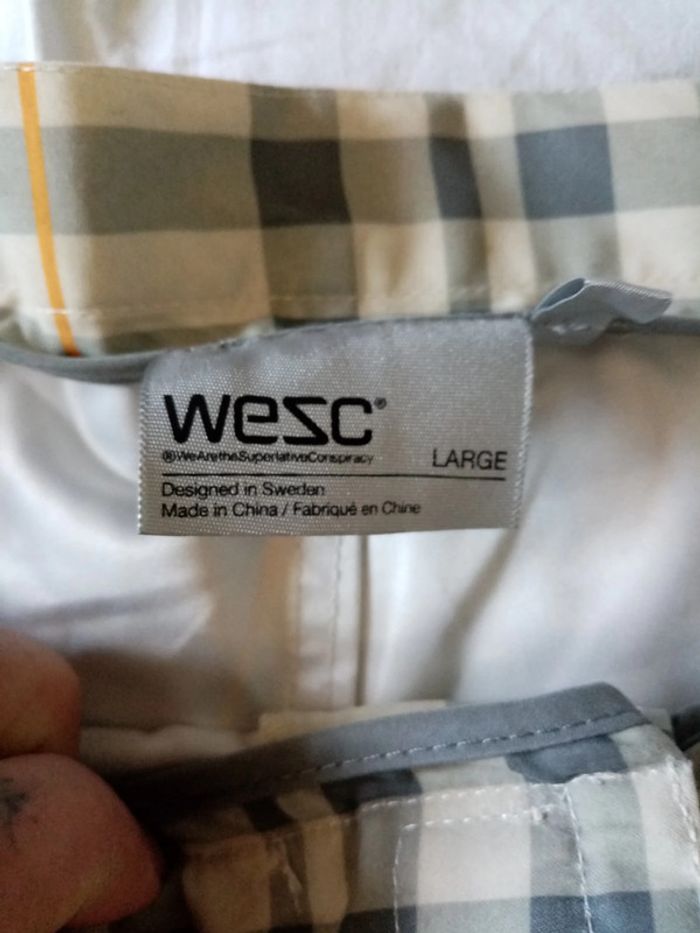 wesc®
®WeAretheSuperlativeConspiracy
LARGE
Designed in Sweden
Made in China / Fabriqué en Chine